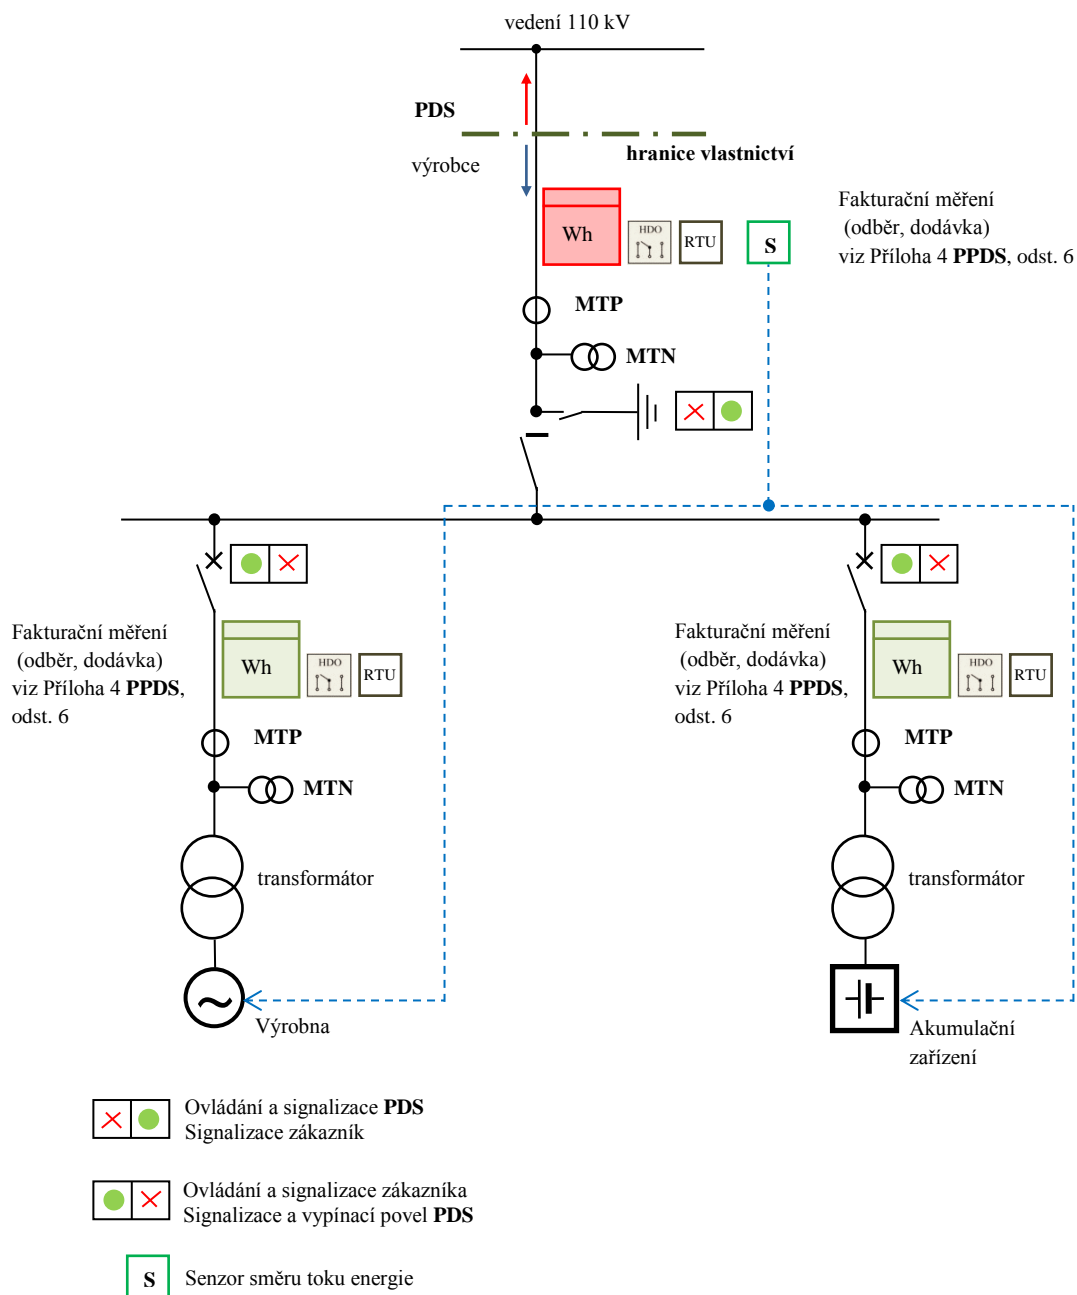 vedení 110 kV
PDS
hranice vlastnictví
výrobce
Fakturační měření
(odběr, dodávka)
viz Příloha 4 PPDS, odst. 6
Wh
HDO
RTU
S
MTP
MTN
Fakturační měření
(odběr, dodávka)
viz Příloha 4 PPDS,
odst. 6
Wh
HDO
RTU
MTP
MTN
transformátor
Výrobna
Fakturační měření
(odběr, dodávka)
viz Příloha 4 PPDS,
odst. 6
Wh
HDO
RTU
MTP
MTN
transformátor
Akumulační
zařízení
Ovládání a signalizace PDS
Signalizace zákazník
Ovládání a signalizace zákazníka
Signalizace a vypínací povel PDS
S
Senzor směru toku energie